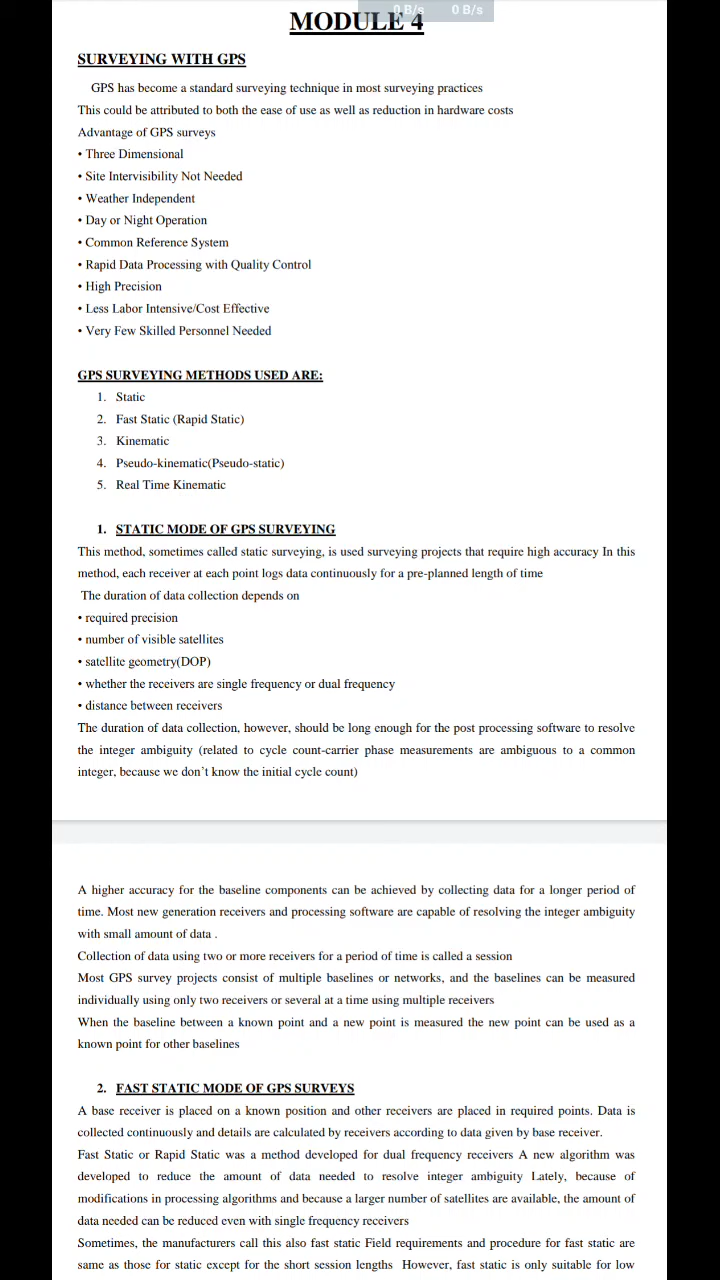 0 B/s 0 B/s
MODULE 4
SURVEYING WITH GPS
GPS has become a standard surveying technique in most surveying practices
This could be attributed to both the ease of use as well as reduction in hardware costs
Advantage of GPS surveys
• Three Dimensional
• Site Intervisibility Not Needed
• Weather Independent
• Day or Night Operation
• Common Reference System
• Rapid Data Processing with Quality Control
• High Precision
• Less Labor Intensive/Cost Effective
• Very Few Skilled Personnel Needed
GPS SURVEYING METHODS USED ARE:
1. Static
2. Fast Static (Rapid Static)
3. Kinematic
4. Pseudo-kinematic(Pseudo-static)
5. Real Time Kinematic
1. STATIC MODE OF GPS SURVEYING
This method, sometimes called static surveying, is used surveying projects that require high accuracy In this
method, each receiver at each point logs data continuously for a pre-planned length of time
The duration of data collection depends on
• required precision
• number of visible satellites
• satellite geometry(DOP)
• whether the receivers are single frequency or dual frequency
• distance between receivers
The duration of data collection, however, should be long enough for the post processing software to resolve
the integer ambiguity (related to cycle count-carrier phase measurements are ambiguous to a common
integer, because we don't know the initial cycle count)
A higher accuracy for the baseline components can be achieved by collecting data for a longer period of
time. Most new generation receivers and processing software are capable of resolving the integer ambiguity
with small amount of data .
Collection of data using two or more receivers for a period of time is called a session
Most GPS survey projects consist of multiple baselines or networks, and the baselines can be measured
individually using only two receivers or several at a time using multiple receivers
When the baseline between a known point and a new point is measured the new point can be used as a
known point for other baselines
2. FAST STATIC MODE OF GPS SURVEYS
A base receiver is placed on a known position and other receivers are placed in required points. Data is
collected continuously and details are calculated by receivers according to data given by base receiver.
Fast Static or Rapid Static was a method developed for dual frequency receivers A new algorithm was
developed to reduce the amount of data needed to resolve integer ambiguity Lately, because of
modifications in processing algorithms and because a larger number of satellites are available, the amount of
data needed can be reduced even with single frequency receivers
Sometimes, the manufacturers call this also fast static Field requirements and procedure for fast static are
same as those for static except for the short session lengths However, fast static is only suitable for low